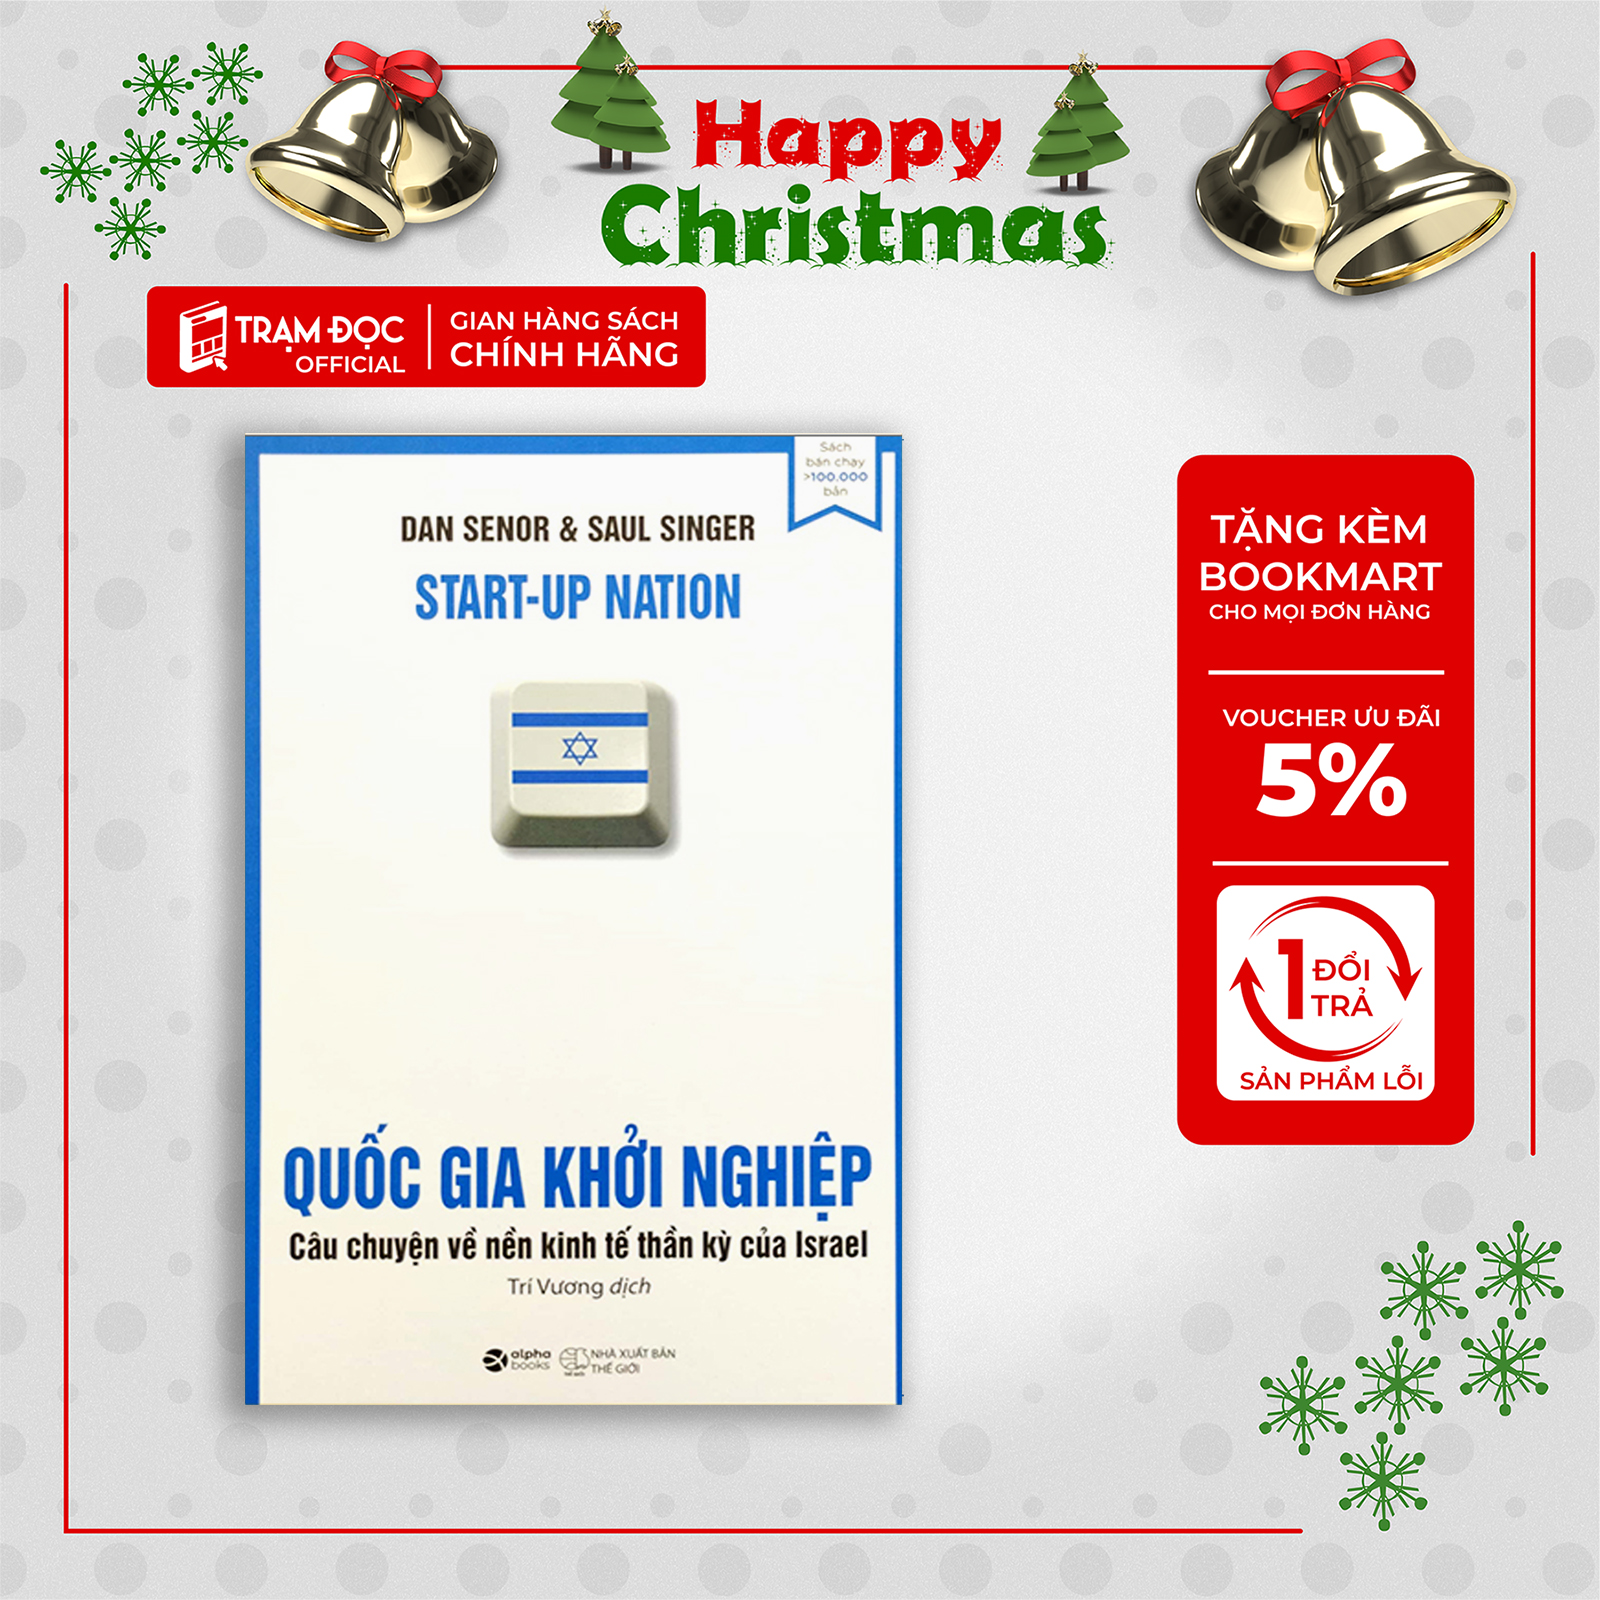 Happy
Christmas
TRẠM ĐỌC
OFFICIAL
GIAN HÀNG SÁCH
CHÍNH HÃNG
Sách
bán chạy
>100.000
bản
DAN SENOR & SAUL SINGER
START-UP NATION
QUỐC GIA KHỞI NGHIỆP
Câu chuyện về nền kinh tế thần kỳ của Israel
Trí Vương dịch
alpha
books
NHÀ XUẤT BẢN
THẾ GIỚI
TẶNG KÈM
BOOKMART
CHO MỌI ĐƠN HÀNG
VOUCHER ƯU ĐÃI
5%
1 ĐỔI
1 TRẢ
SẢN PHẨM LỖI